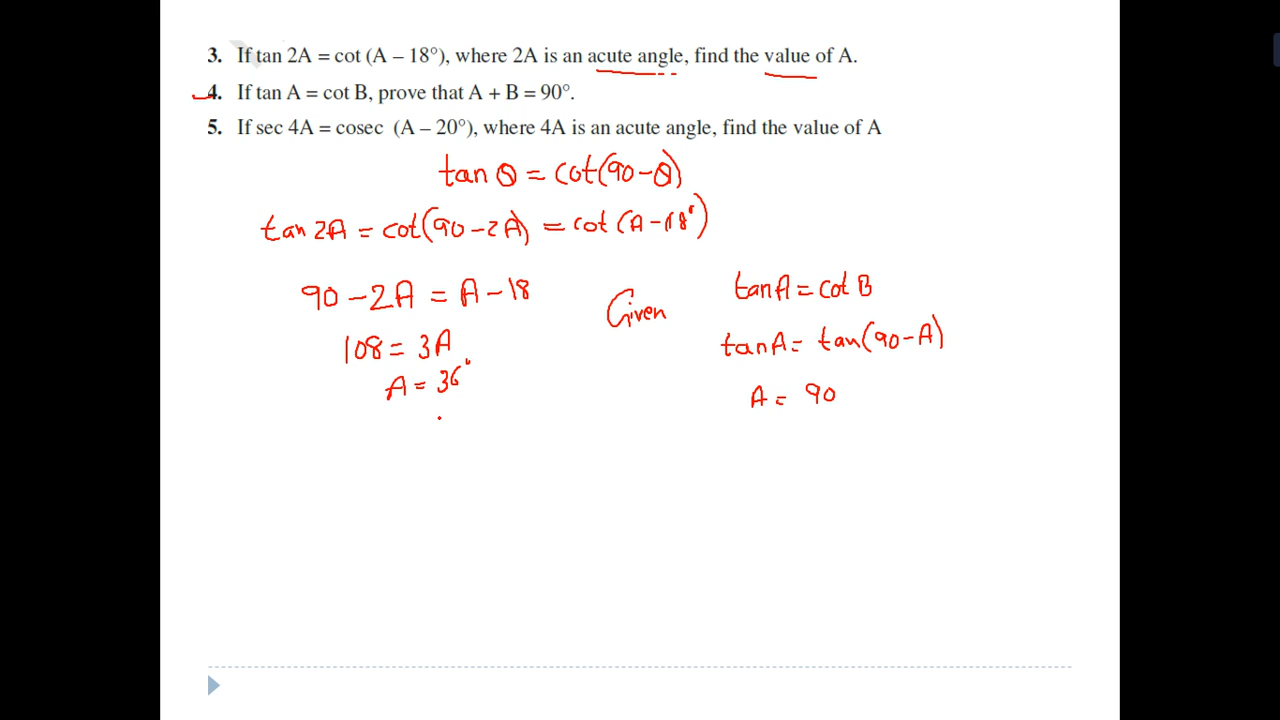 3. If tan 2A = cot (A – 18°), where 2A is an acute angle, find the value of A.
4. If tan A = cot B, prove that A + B = 90°.
5. If sec 4A = cosec (A – 20°), where 4A is an acute angle, find the value of A
tan θ = cot(90-θ)
tan 2A = cot(90-2A) = cot (A-18°)
90-2A = A-18
108 = 3A
A = 36°
Given
tanA = cot B
tanA = tan(90-A)
A = 90